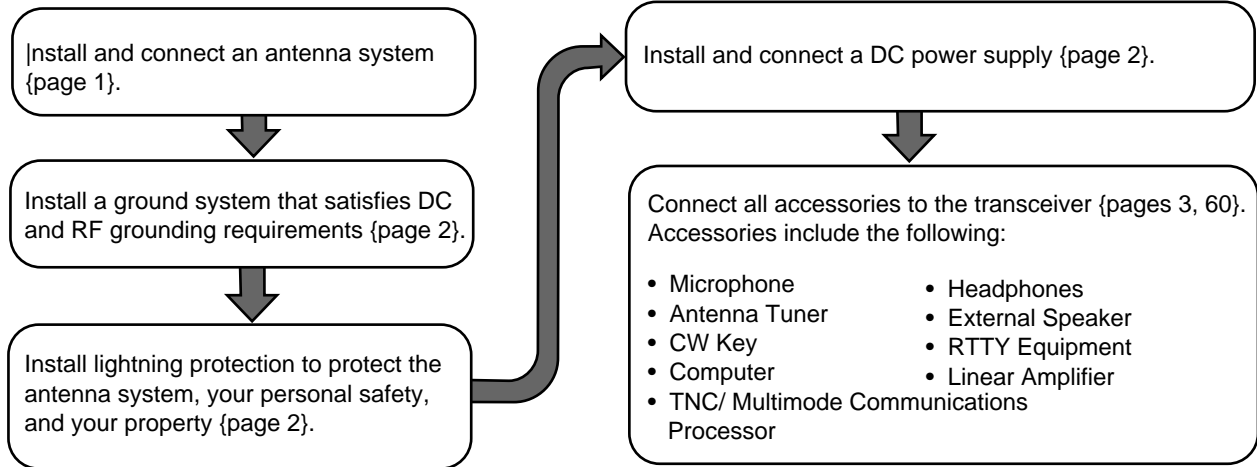 Install and connect an antenna system
{page 1}.
Install a ground system that satisfies DC
and RF grounding requirements {page 2}.
Install lightning protection to protect the
antenna system, your personal safety,
and your property {page 2}.
Install and connect a DC power supply {page 2}.
Connect all accessories to the transceiver {pages 3, 60}.
Accessories include the following:
• Microphone
• Antenna Tuner
• CW Key
• Computer
• TNC/ Multimode Communications
Processor
• Headphones
• External Speaker
• RTTY Equipment
• Linear Amplifier